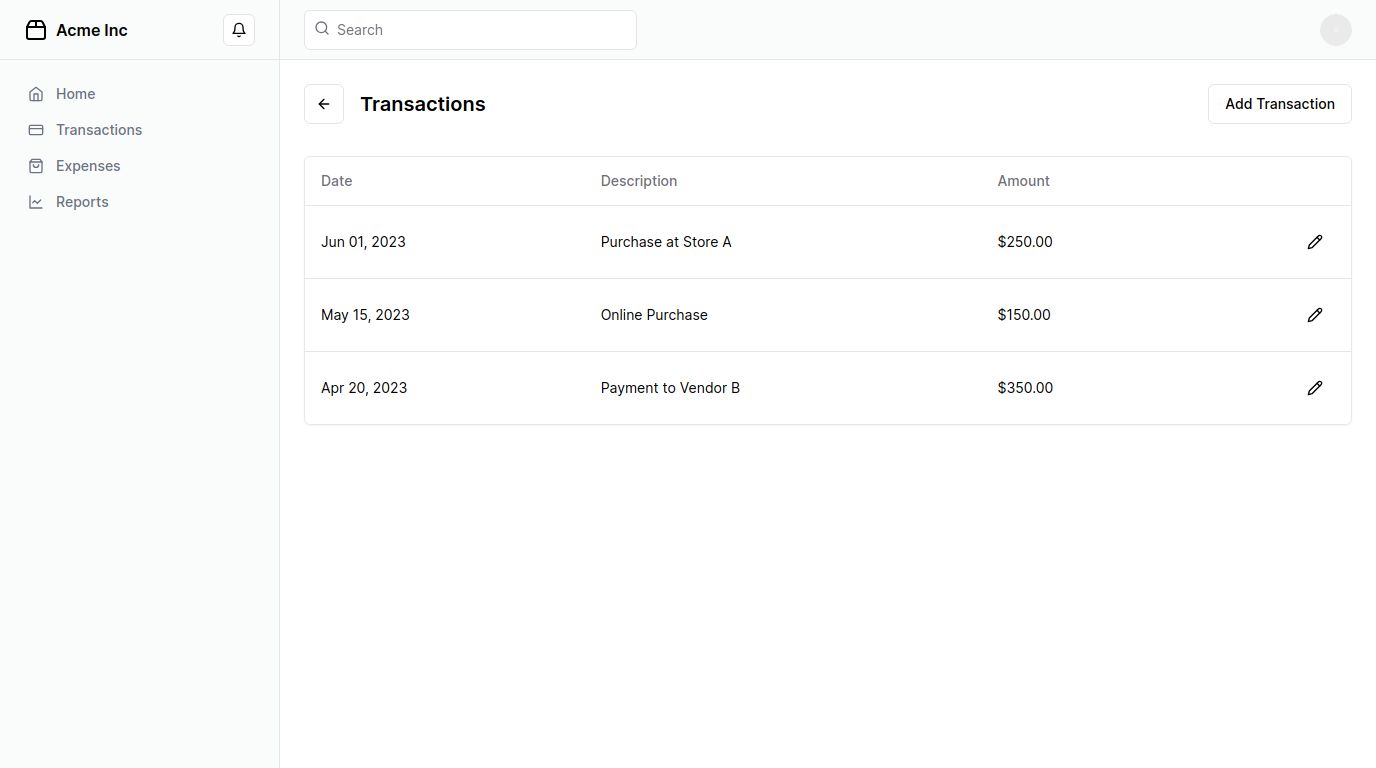 Acme Inc
Search
Home
Transactions
Expenses
Reports
Transactions
Add Transaction
Date Description Amount
Jun 01, 2023 Purchase at Store A $250.00
May 15, 2023 Online Purchase $150.00
Apr 20, 2023 Payment to Vendor B $350.00